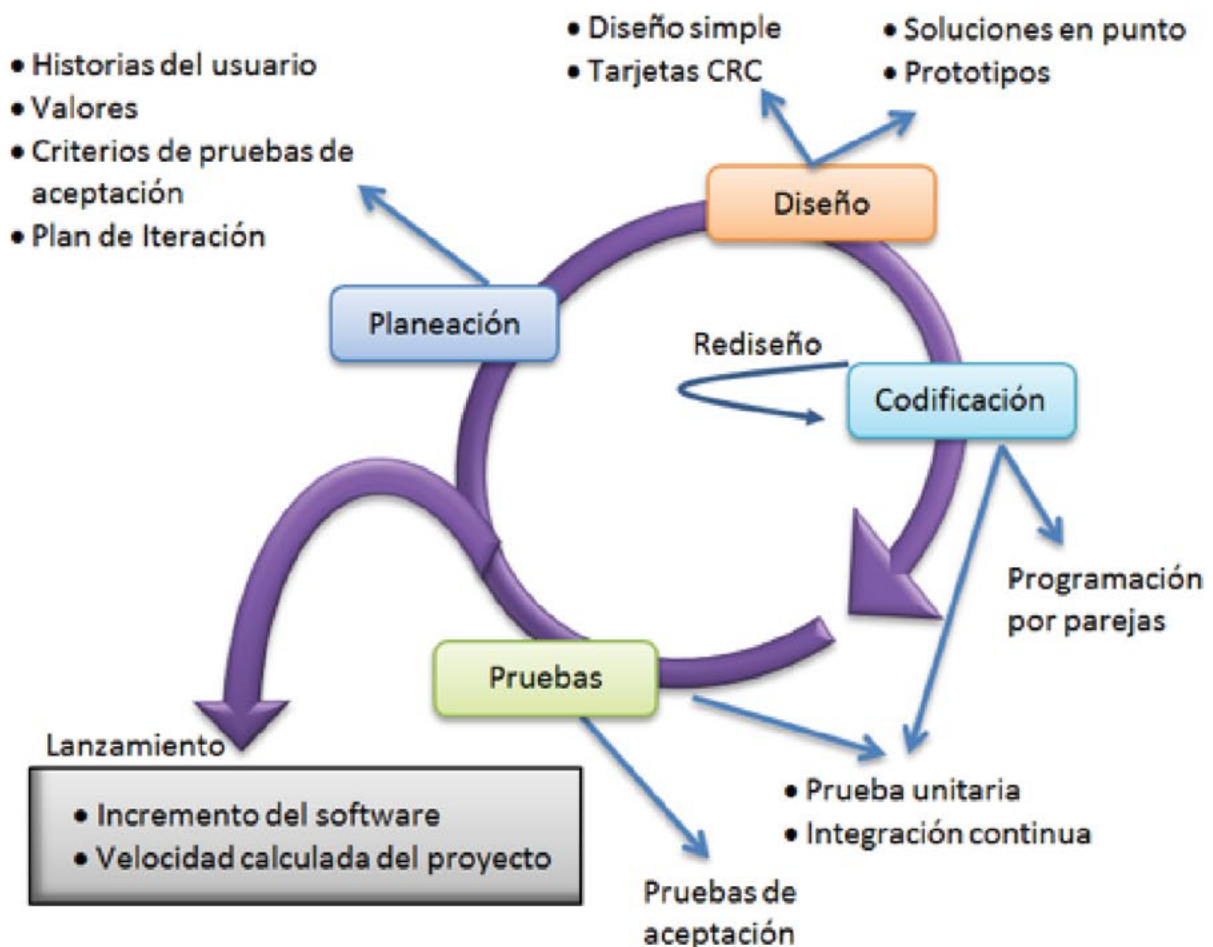 • Historias del usuario
• Valores
• Criterios de pruebas de
aceptación
• Plan de Iteración
• Diseño simple
• Tarjetas CRC
• Soluciones en punto
• Prototipos
Diseño
Planeación
Rediseño
Codificación
Programación
por parejas
Pruebas
Lanzamiento
• Incremento del software
• Velocidad calculada del proyecto
• Prueba unitaria
• Integración continua
Pruebas de
aceptación